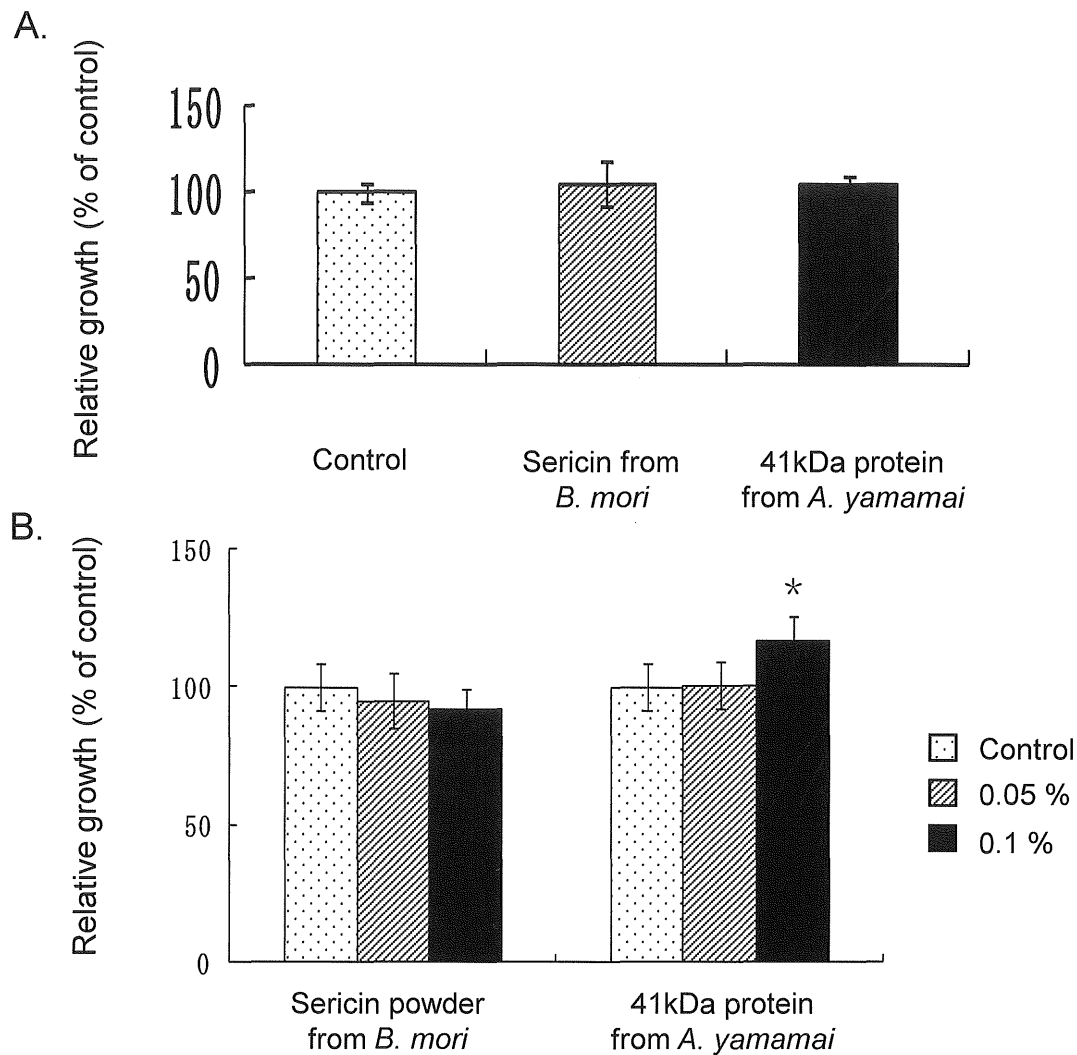 A.
Relative growth (% of control)
150
100
50
0
Control
Sericin from
B. mori
41kDa protein
from A. yamamai
B.
Relative growth (% of control)
150
100
50
0
*
Sericin powder
from B. mori
41kDa protein
from A. yamamai
Control
0.05 %
0.1 %